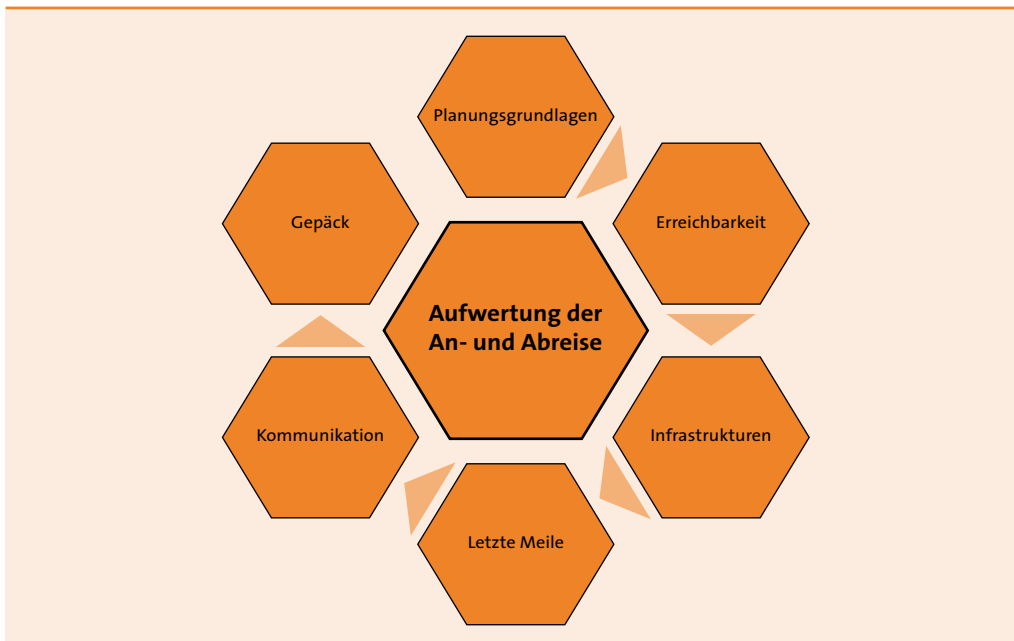 Planungsgrundlagen
Erreichbarkeit
Infrastrukturen
Letzte Meile
Kommunikation
Gepäck
Aufwertung der
An- und Abreise